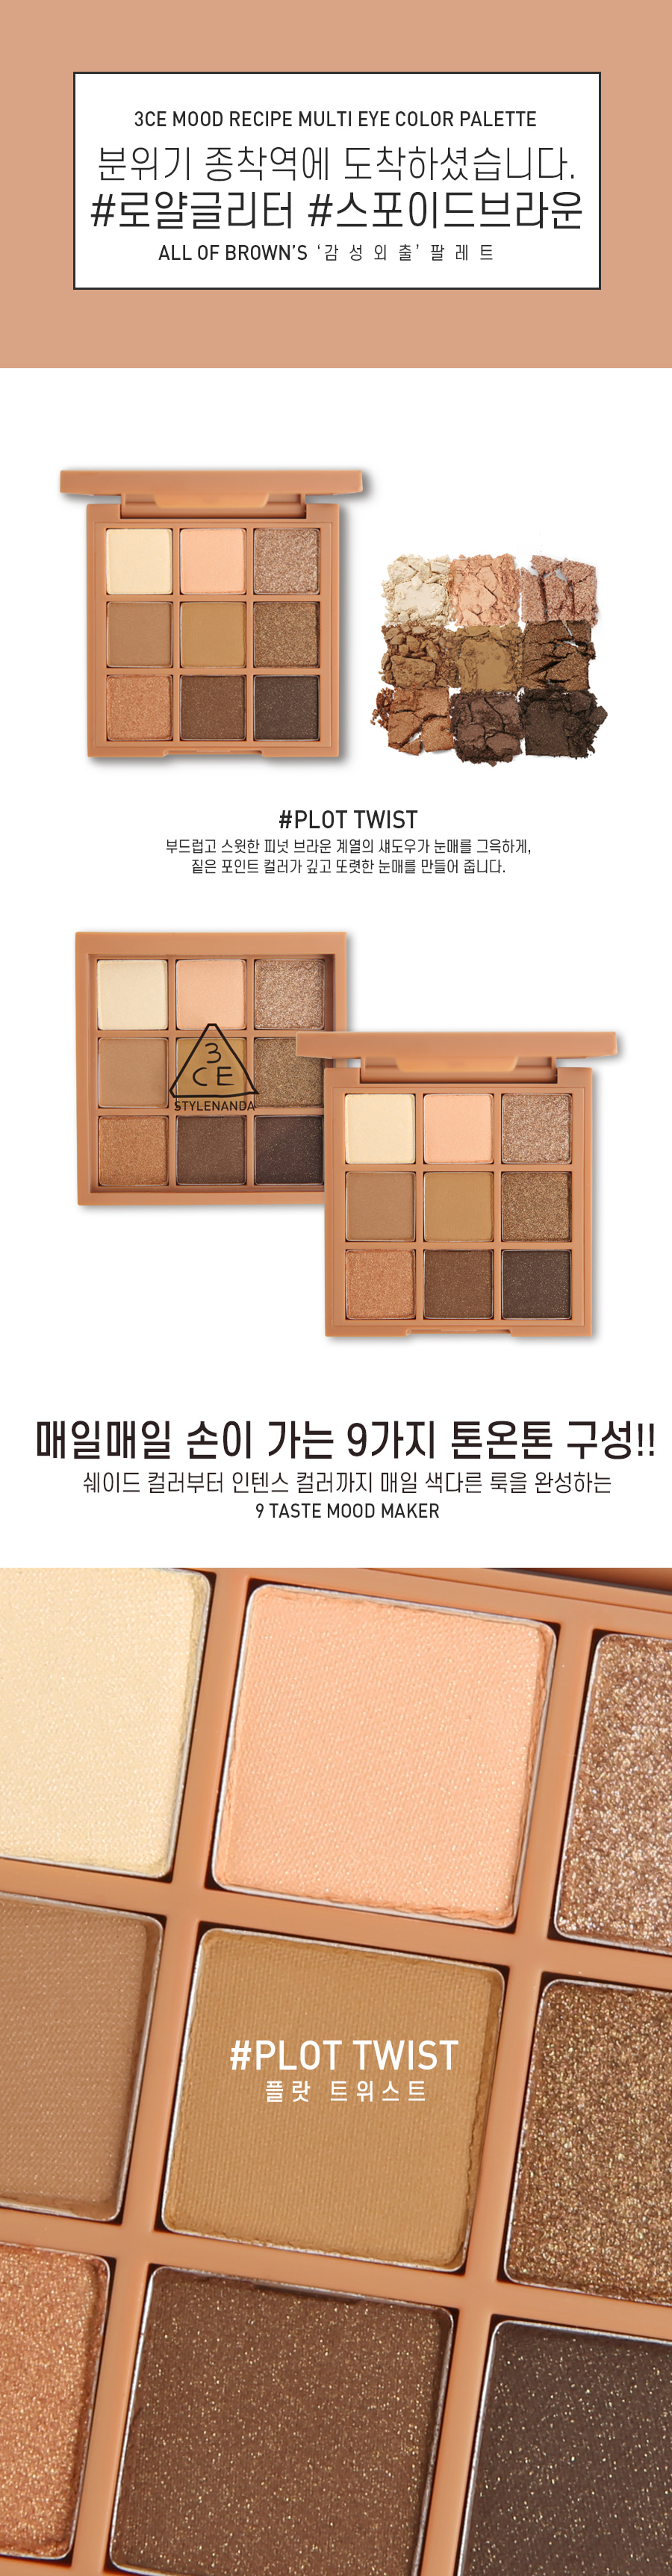 3CE MOOD RECIPE MULTI EYE COLOR PALETTE
분위기 종착역에 도착하셨습니다.
#로얄글리터 #스포이드브라운
ALL OF BROWN'S ‘감성외출’ 팔레트
#PLOT TWIST
부드럽고 스윗한 피넛 브라운 계열의 섀도우가 눈매를 그윽하게,
짙은 포인트 컬러가 깊고 또렷한 눈매를 만들어 줍니다.
3
CE
STYLENANDA
매일매일 손이 가는 9가지 톤온톤 구성!!
쉐이드 컬러부터 인텐스 컬러까지 매일 색다른 룩을 완성하는
9 TASTE MOOD MAKER
#PLOT TWIST
플랏 트위스트